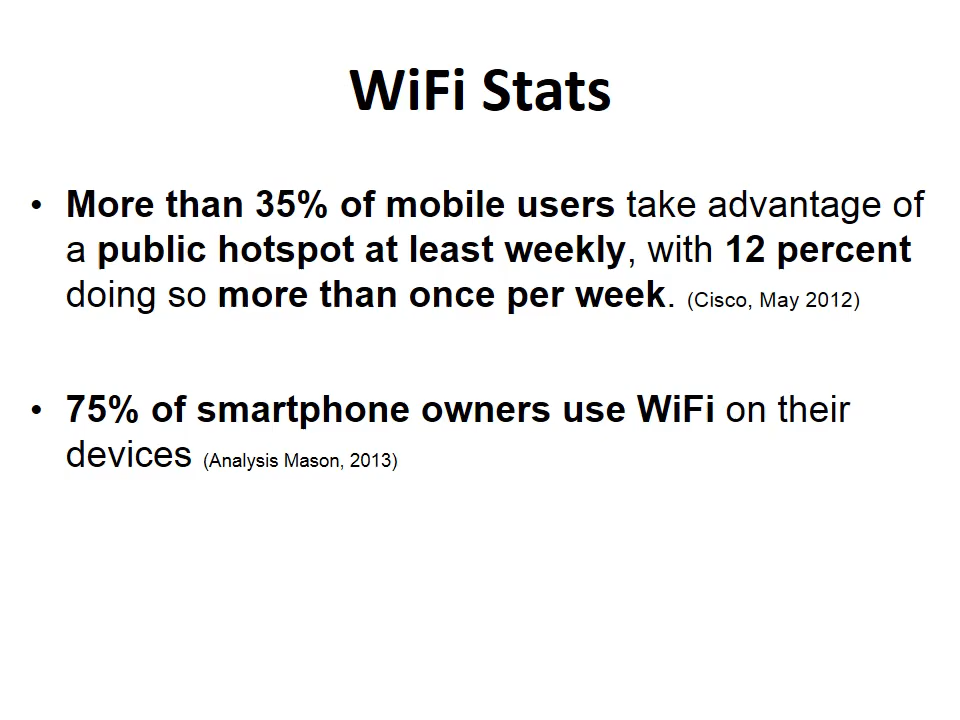 WiFi Stats
• More than 35% of mobile users take advantage of
a public hotspot at least weekly, with 12 percent
doing so more than once per week. (Cisco, May 2012)
• 75% of smartphone owners use WiFi on their
devices (Analysis Mason, 2013)